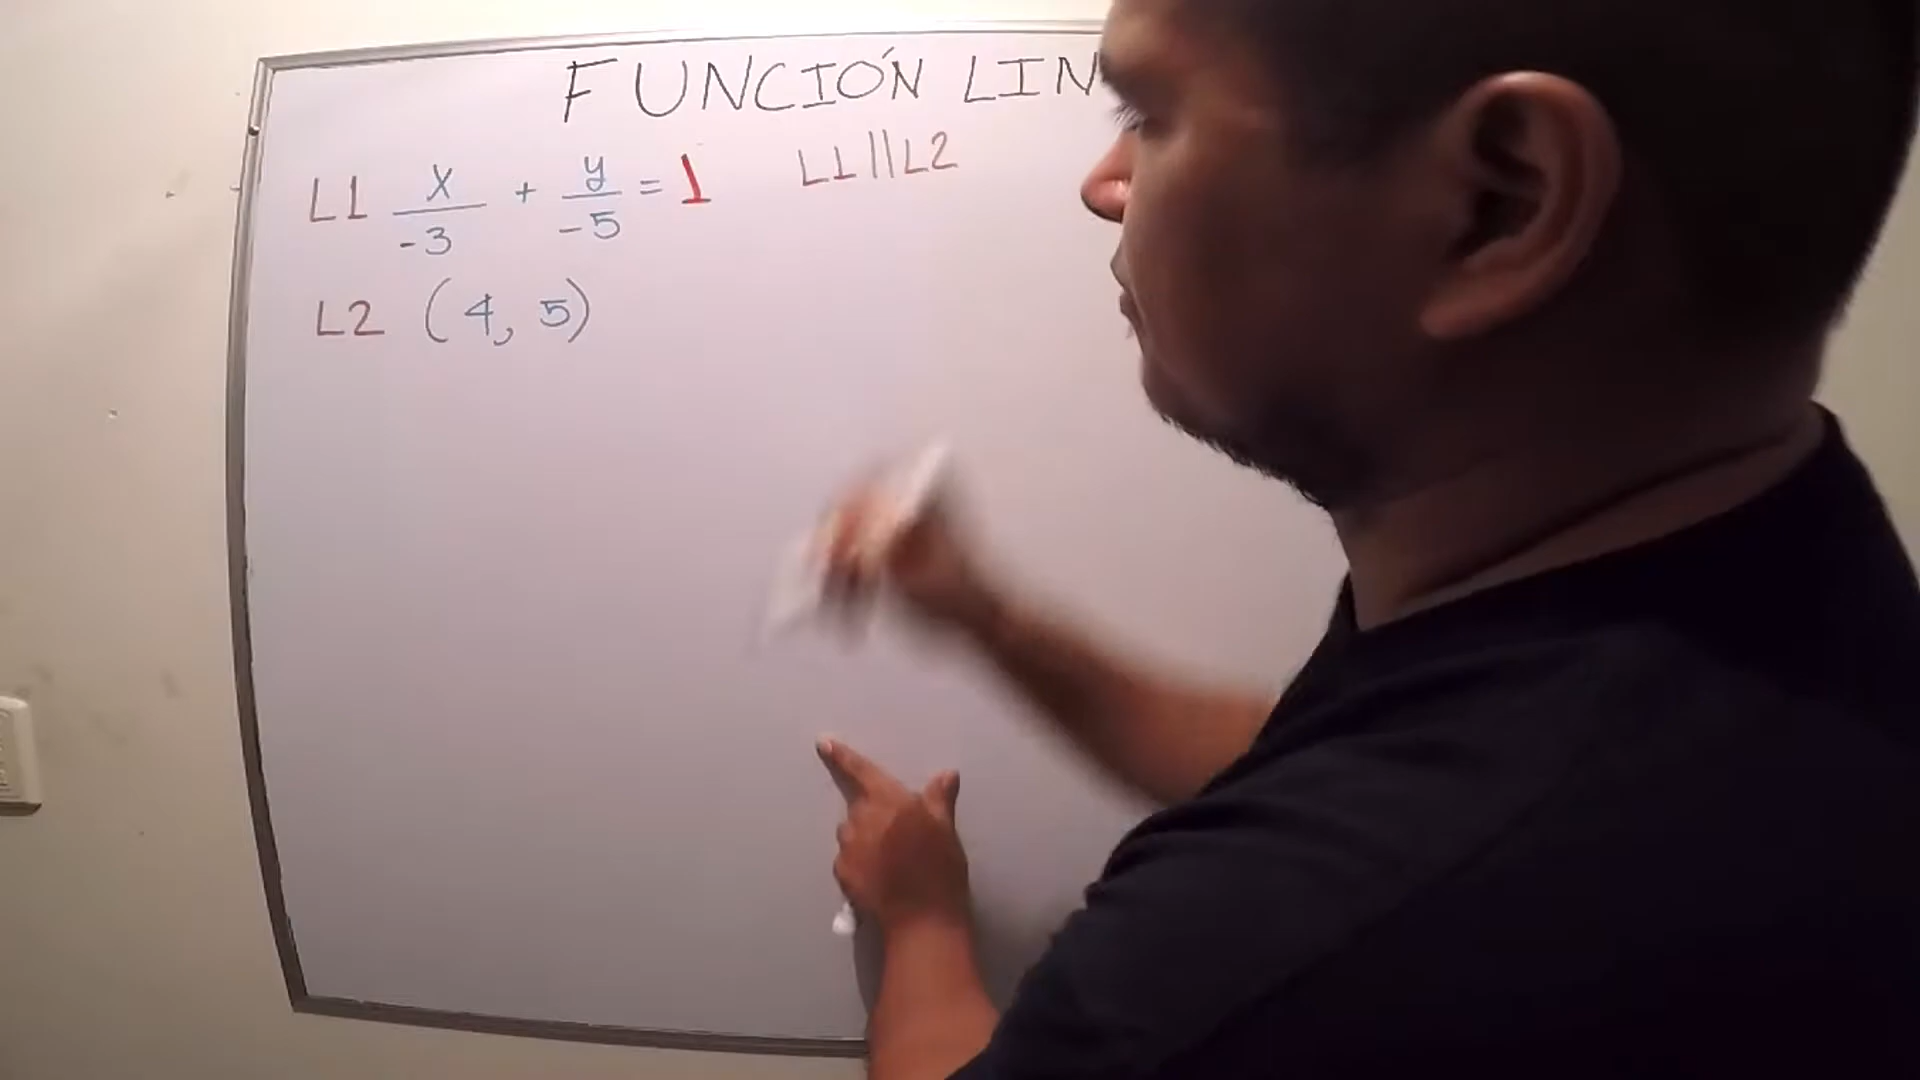 FUNCIÓN LIN
L1 x/-3 + y/-5 = 1 L1||L2
L2 (4, 5)